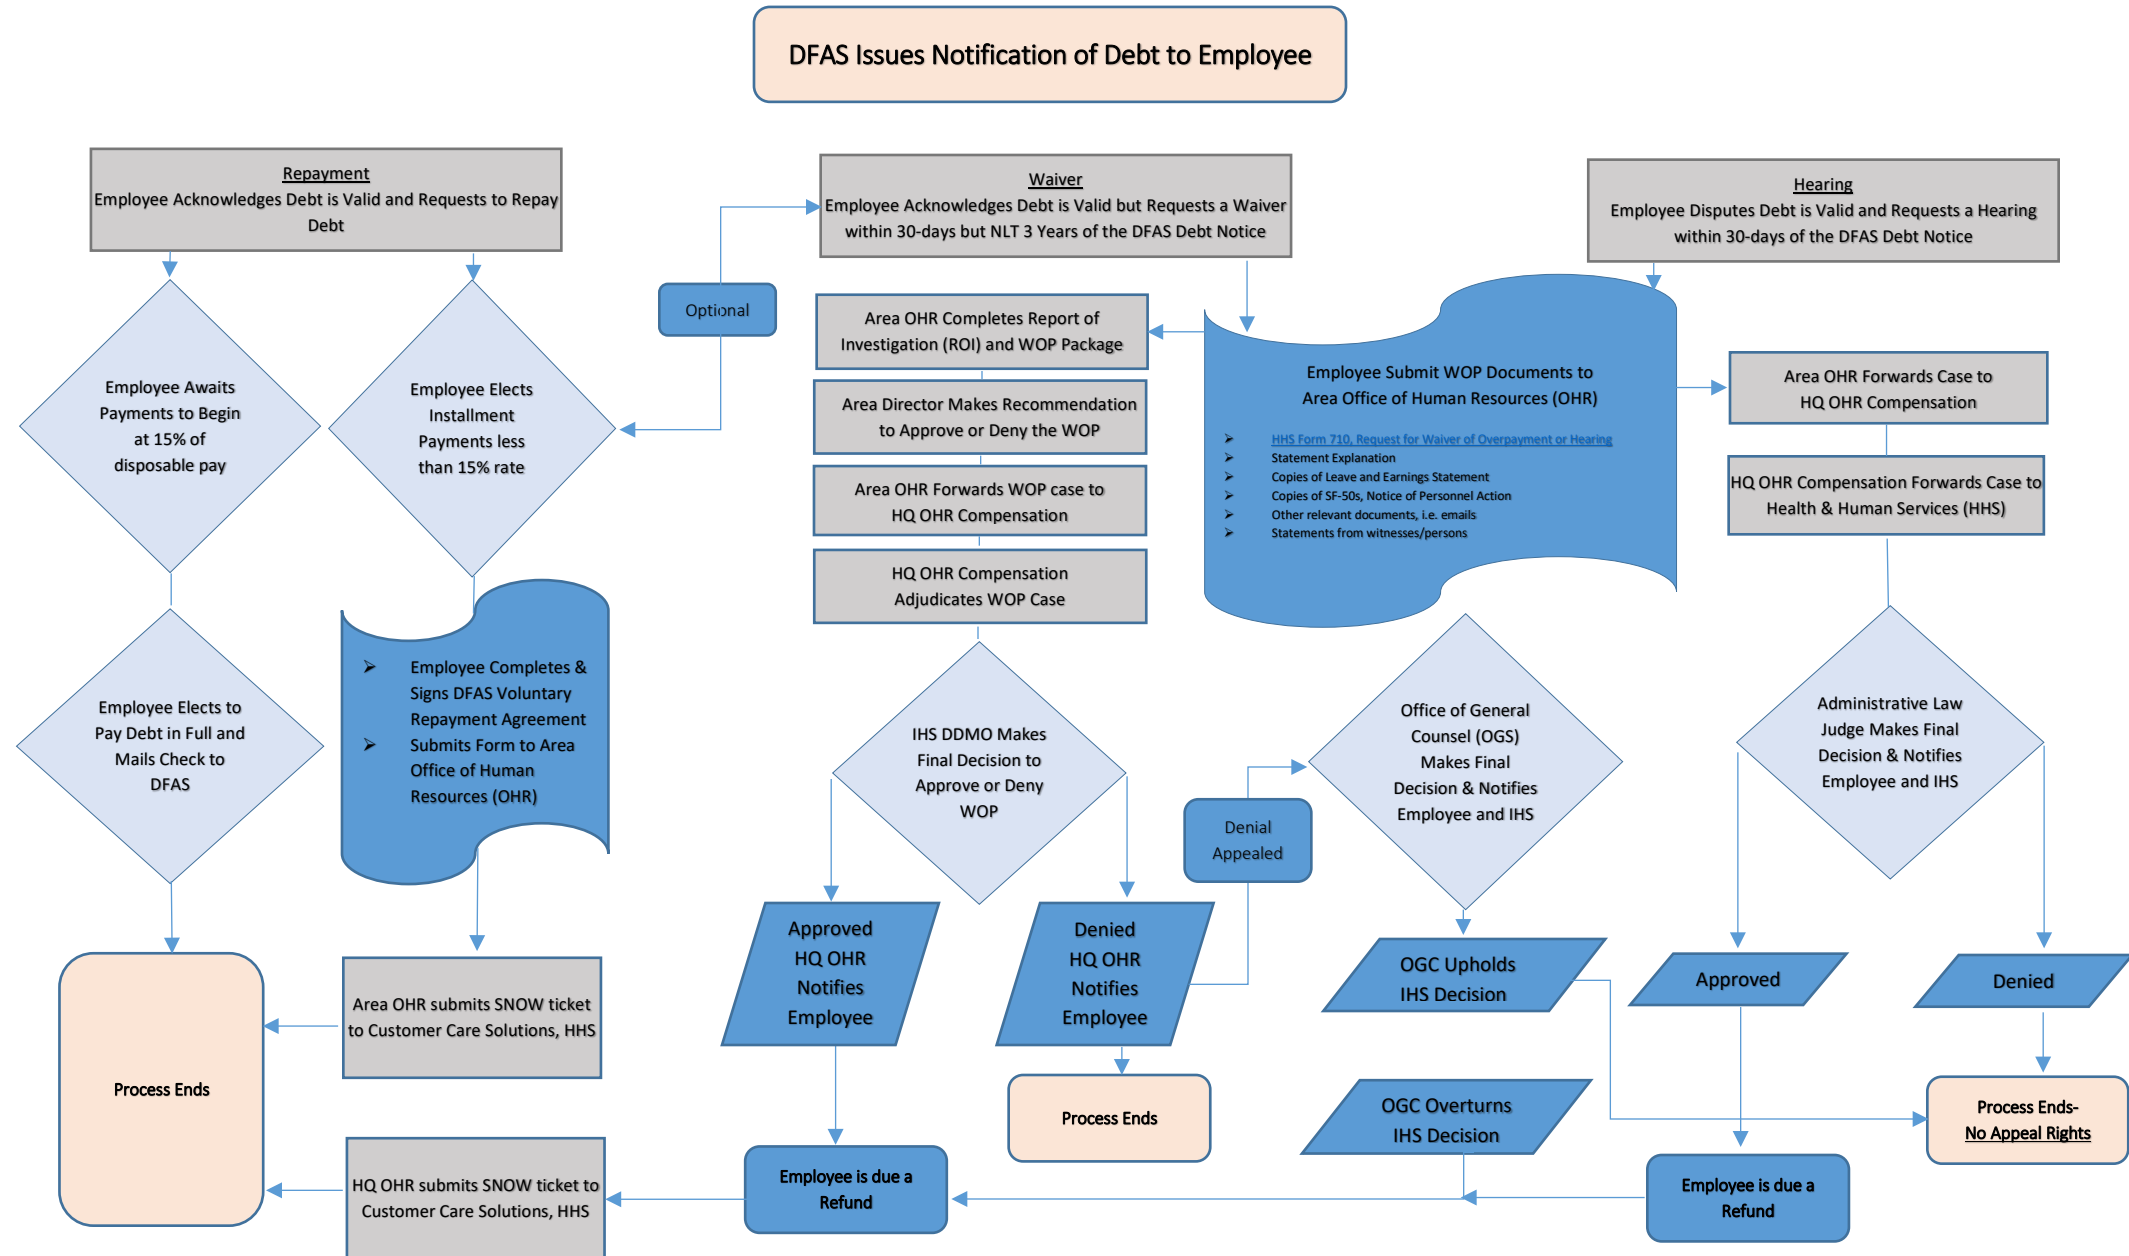 DFAS Issues Notification of Debt to Employee
Repayment
Employee Acknowledges Debt is Valid and Requests to Repay
Debt
Waiver
Employee Acknowledges Debt is Valid but Requests a Waiver
within 30-days but NLT 3 Years of the DFAS Debt Notice
Hearing
Employee Disputes Debt is Valid and Requests a Hearing
within 30-days of the DFAS Debt Notice
Optional
Employee Awaits
Payments to Begin
at 15% of
disposable pay
Employee Elects
Installment
Payments less
than 15% rate
Area OHR Completes Report of
Investigation (ROI) and WOP Package
Area Director Makes Recommendation
to Approve or Deny the WOP
Area OHR Forwards WOP case to
HQ OHR Compensation
HQ OHR Compensation
Adjudicates WOP Case
Employee Submit WOP Documents to
Area Office of Human Resources (OHR)
➢ HHS Form 710, Request for Waiver of Overpayment or Hearing
➢ Statement Explanation
➢ Copies of Leave and Earnings Statement
➢ Copies of SF-50s, Notice of Personnel Action
➢ Other relevant documents, i.e. emails
➢ Statements from witnesses/persons
Area OHR Forwards Case to
HQ OHR Compensation
HQ OHR Compensation Forwards Case to
Health & Human Services (HHS)
Employee Elects to
Pay Debt in Full and
Mails Check to
DFAS
➢ Employee Completes &
Signs DFAS Voluntary
Repayment Agreement
➢ Submits Form to Area
Office of Human
Resources (OHR)
IHS DDMO Makes
Final Decision to
Approve or Deny
WOP
Denial
Appealed
Office of General
Counsel (OGS)
Makes Final
Decision & Notifies
Employee and IHS
Administrative Law
Judge Makes Final
Decision & Notifies
Employee and IHS
Approved
HQ OHR
Notifies
Employee
Denied
HQ OHR
Notifies
Employee
OGC Upholds
IHS Decision
Approved
Denied
Process Ends
Area OHR submits SNOW ticket
to Customer Care Solutions, HHS
Process Ends
OGC Overturns
IHS Decision
Process Ends-
No Appeal Rights
HQ OHR submits SNOW ticket to
Customer Care Solutions, HHS
Employee is due a
Refund
Employee is due a
Refund